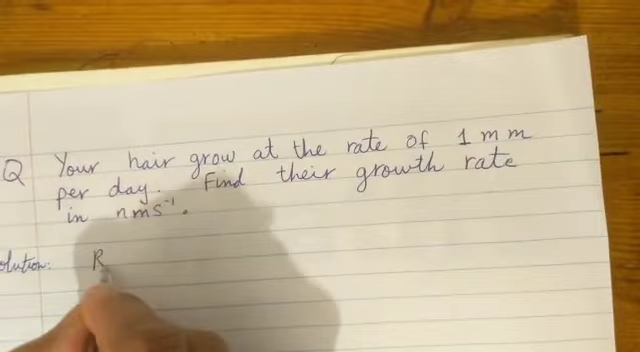 Q Your hair grow at the rate of 1 mm
per day. Find their growth rate
in nms⁻¹.
olution: R